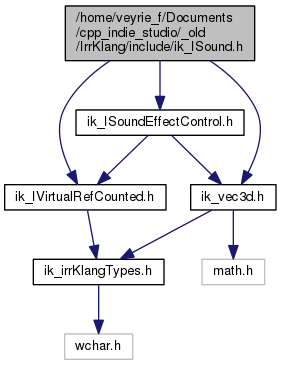 /home/veyrie_f/Documents
/cpp_indie_studio/_old
/IrrKlang/include/ik_ISound.h
ik_ISoundEffectControl.h
ik_IVirtualRefCounted.h
ik_vec3d.h
ik_irrKlangTypes.h
math.h
wchar.h